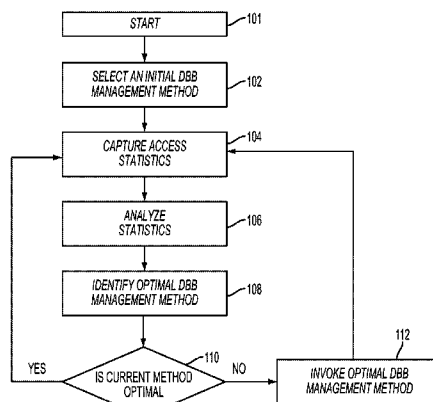 START
101
SELECT AN INITIAL DBB
MANAGEMENT METHOD
102
CAPTURE ACCESS
STATISTICS
104
ANALYZE
STATISTICS
106
IDENTIFY OPTIMAL DBB
MANAGEMENT METHOD
108
110
YES
IS CURRENT METHOD
OPTIMAL
NO
112
INVOKE OPTIMAL DBB
MANAGEMENT METHOD